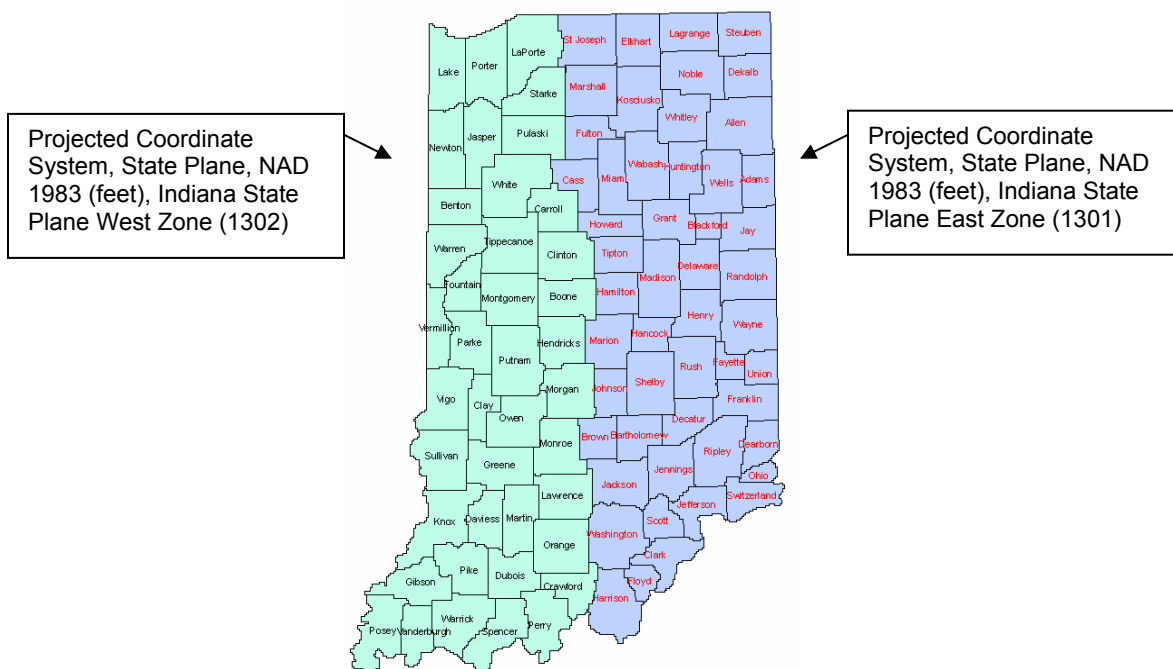 Projected Coordinate
System, State Plane, NAD
1983 (feet), Indiana State
Plane West Zone (1302)
Projected Coordinate
System, State Plane, NAD
1983 (feet), Indiana State
Plane East Zone (1301)
St Joseph
Elkhart
Lagrange
Steuben
LaPorte
Lake
Porter
Noble
Dekalb
Starke
Marshall
Kosciusko
Whitley
Allen
Newton
Jasper
Pulaski
Fulton
Wabash
Huntington
White
Cass
Miam
Wells
Adams
Benton
Carroll
Howard
Grant
Blackford
Jay
Warren
Tippecanoe
Clinton
Tipton
Madison
Delaware
Randolph
Fountain
Montgomery
Boone
Hamilton
Henry
Wayne
Vermillion
Parke
Putnam
Hendricks
Marion
Hancock
Rush
Fayette
Union
Vigo
Clay
Owen
Morgan
Johnson
Shelby
Franklin
Decatur
Sullivan
Greene
Monroe
Brown
Bartholomew
Ripley
Dearborn
Jennings
Ohio
Jackson
Switzerland
Lawrence
Jefferson
Knox
Daviess
Martin
Scott
Washington
Orange
Clark
Pike
Gibson
Dubois
Crawford
Floyd
Harrison
Posey
Vanderburgh
Warrick
Spencer
Perry